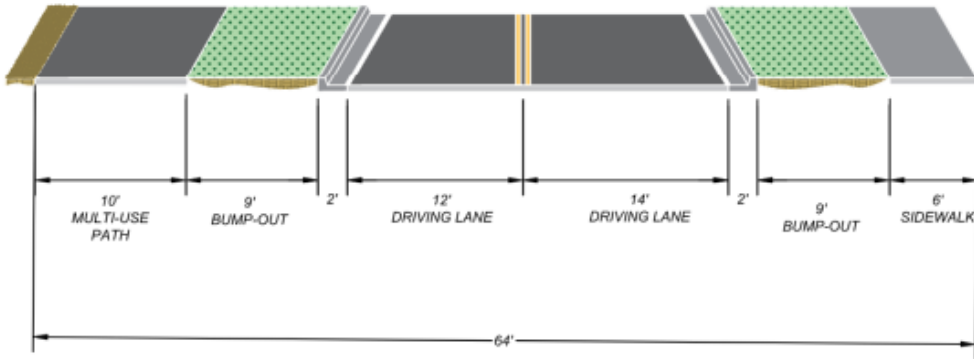 10'
MULTI-USE
PATH
9'
BUMP-OUT
2'
12'
DRIVING LANE
14'
DRIVING LANE
2'
9'
BUMP-OUT
6'
SIDEWALK
64'